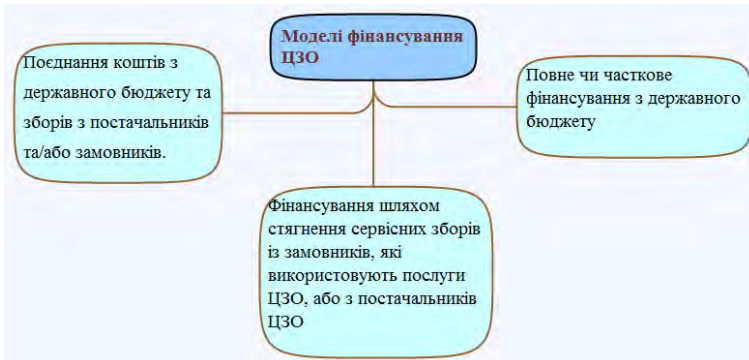 Моделі фінансування
ЦЗО
Поєднання коштів з
державного бюджету та
зборів з постачальників
та/або замовників.
Повне чи часткове
фінансування з державного
бюджету
Фінансування шляхом
стягнення сервісних зборів
із замовників, які
використовують послуги
ЦЗО, або з постачальників
ЦЗО